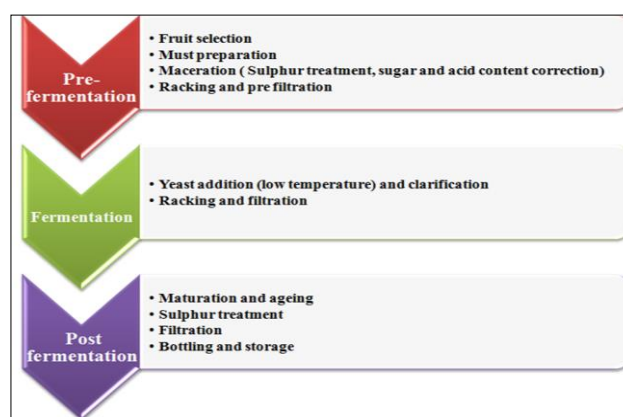 Pre-
fermentation
• Fruit selection
• Must preparation
• Maceration ( Sulphur treatment, sugar and acid content correction)
• Racking and pre filtration
Fermentation
• Yeast addition (low temperature) and clarification
• Racking and filtration
Post
fermentation
• Maturation and ageing
• Sulphur treatment
• Filtration
• Bottling and storage